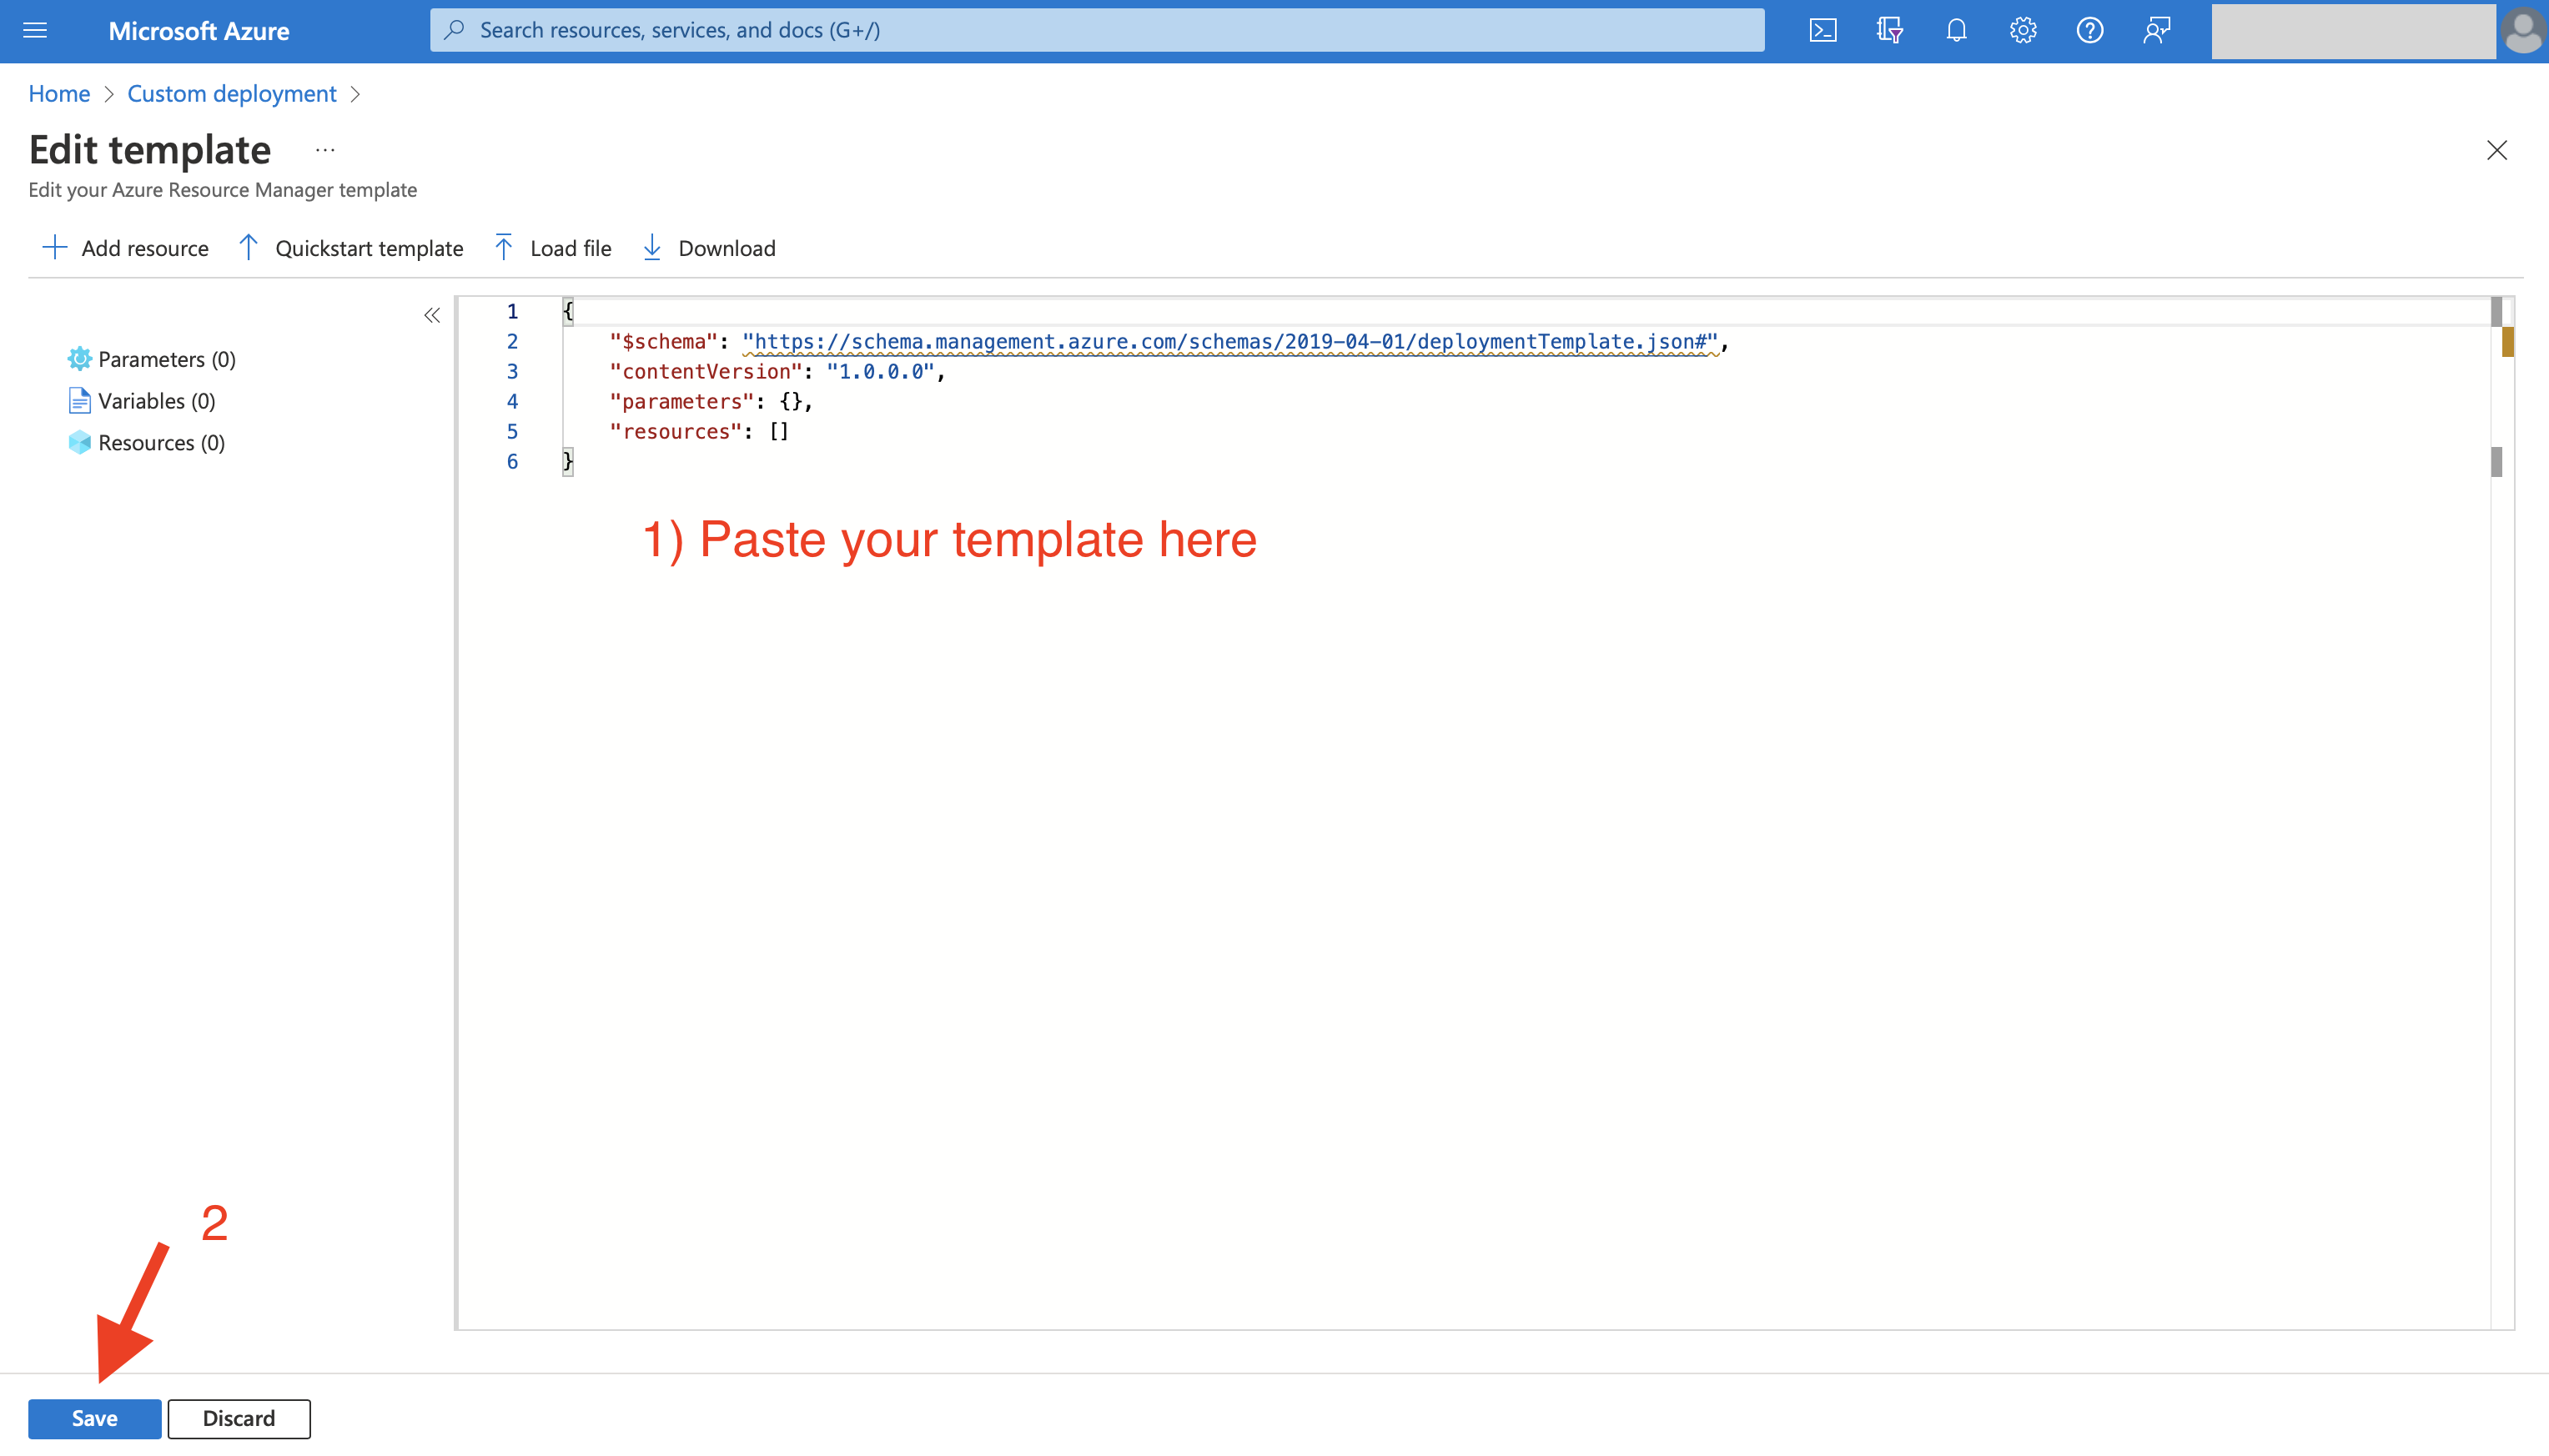 Microsoft Azure
Search resources, services, and docs (G+/)
Home > Custom deployment >
Edit template ...
Edit your Azure Resource Manager template
Add resource Quickstart template Load file Download
Parameters (0)
Variables (0)
Resources (0)
1 {
2 "$schema": "https://schema.management.azure.com/schemas/2019-04-01/deploymentTemplate.json#",
3 "contentVersion": "1.0.0.0",
4 "parameters": {},
5 "resources": []
6 }
1) Paste your template here
2
Save Discard